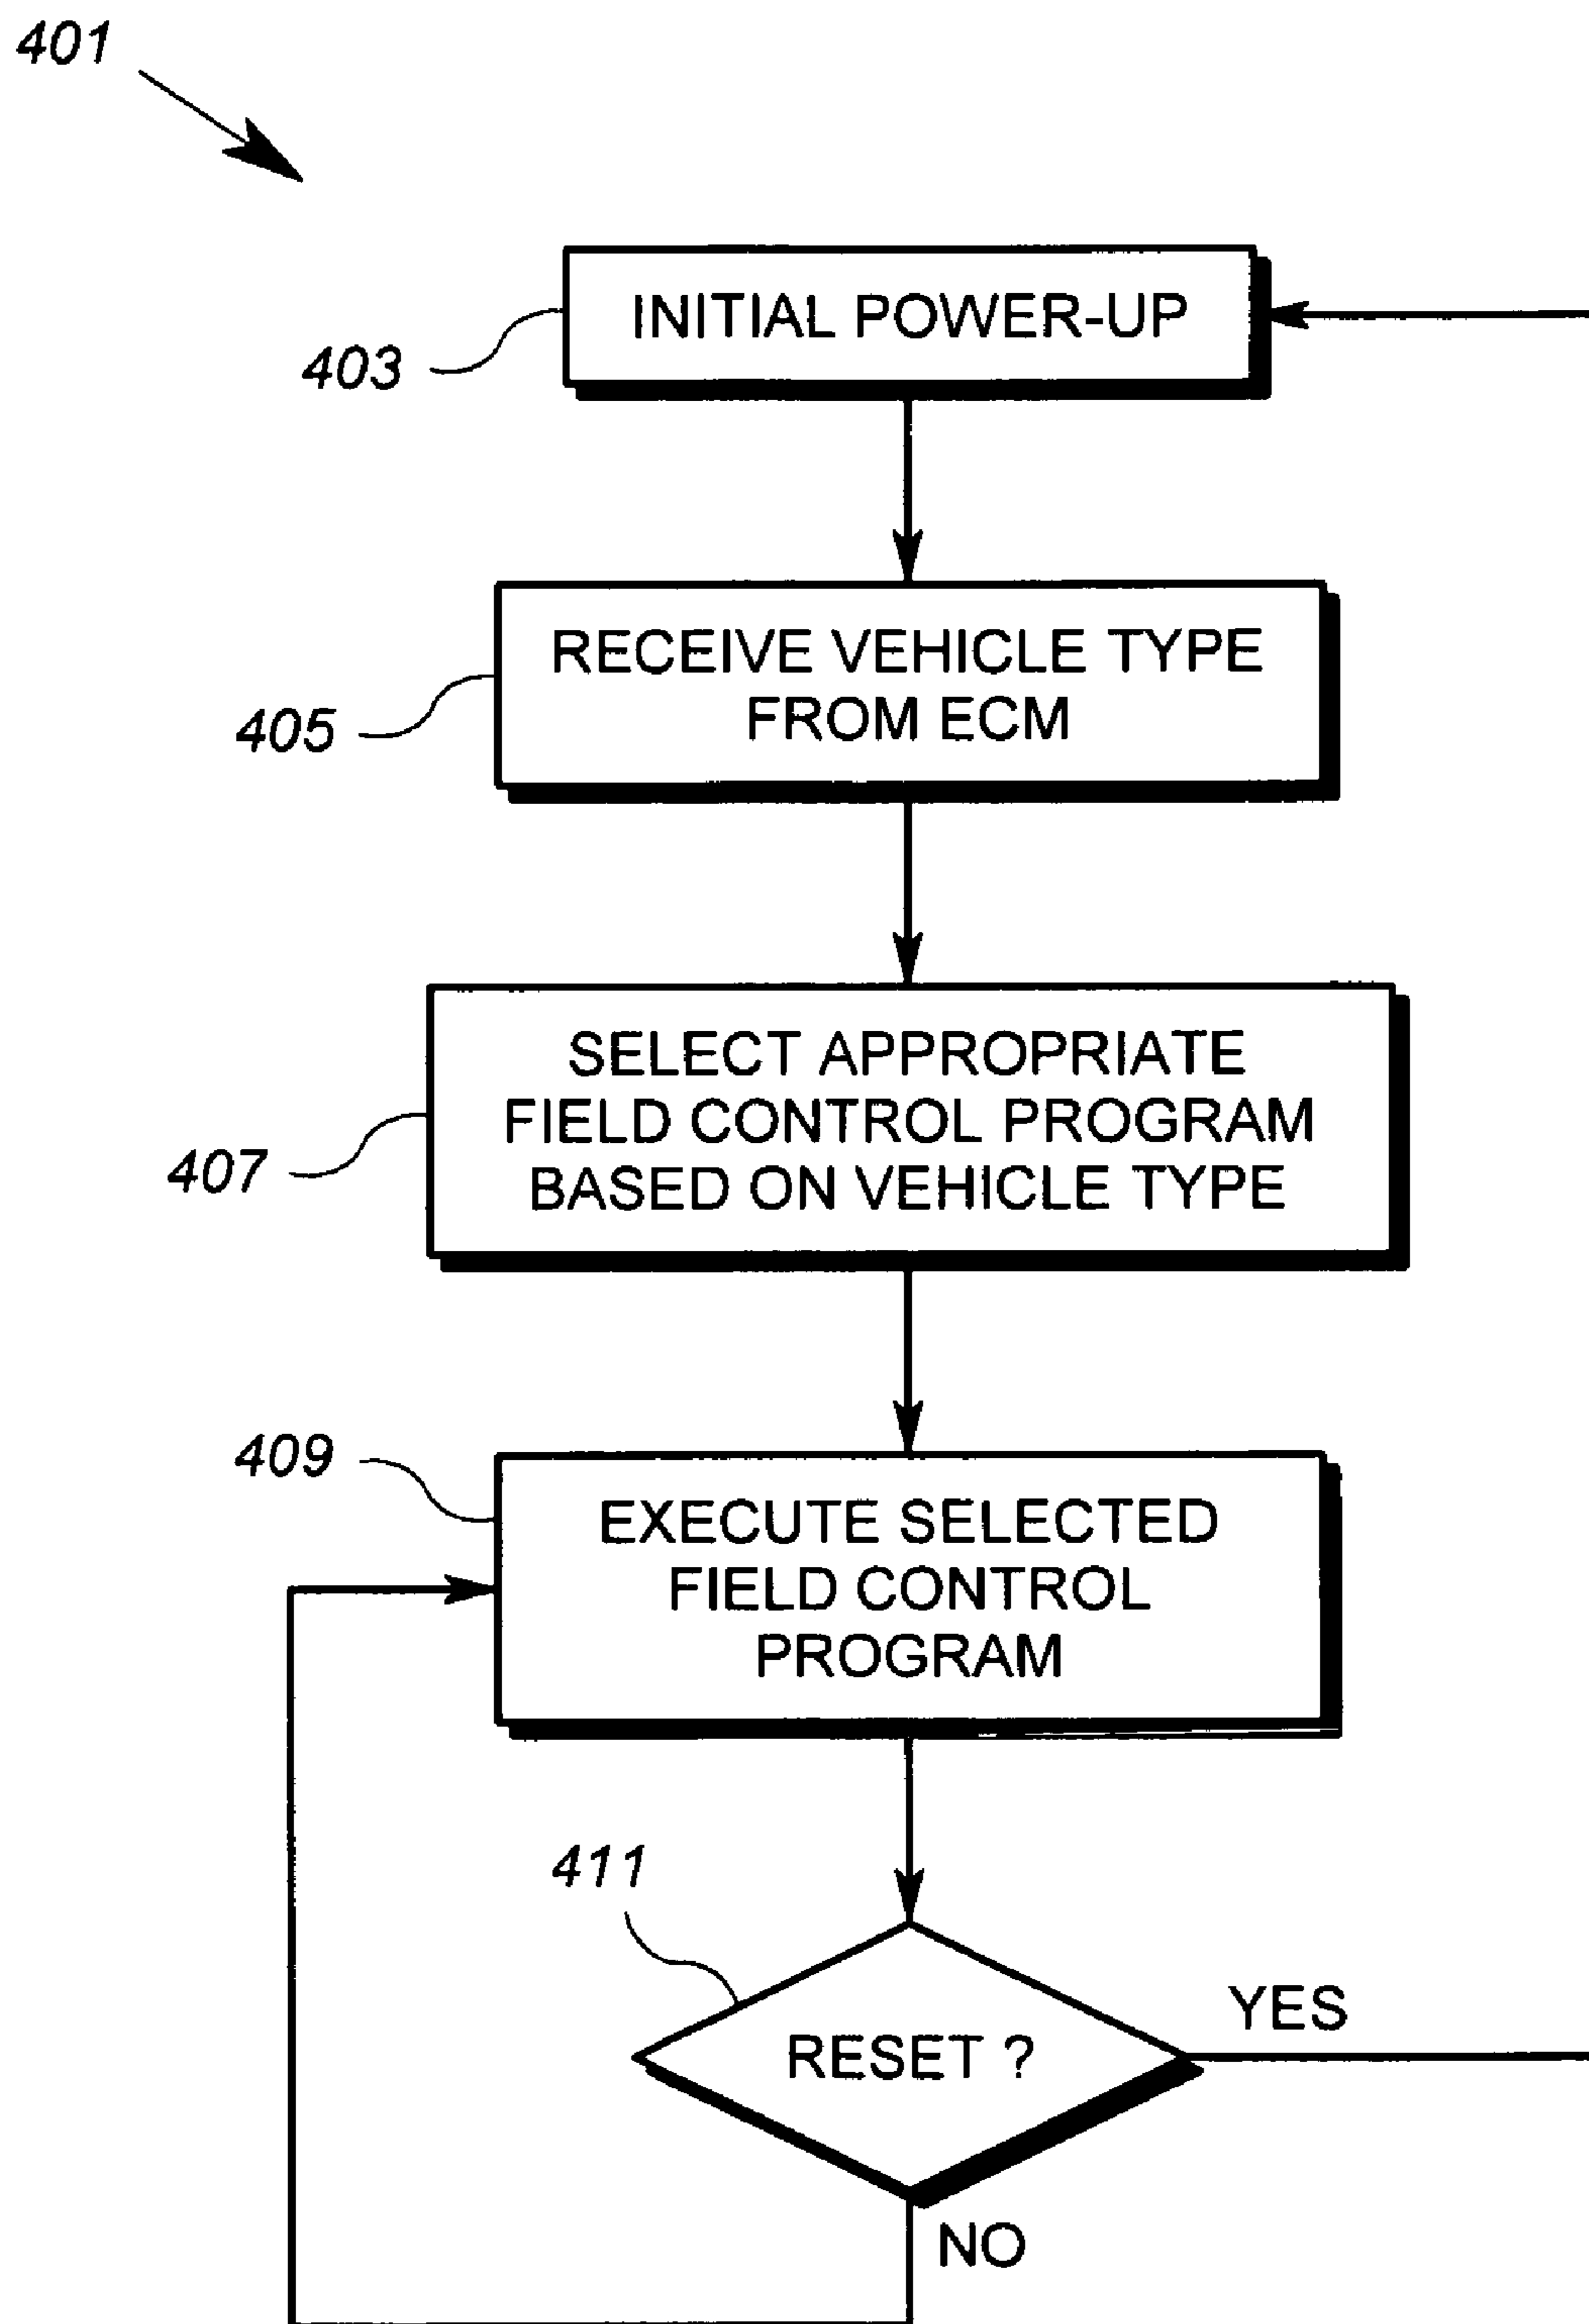 401
INITIAL POWER-UP
403
RECEIVE VEHICLE TYPE
FROM ECM
405
SELECT APPROPRIATE
FIELD CONTROL PROGRAM
BASED ON VEHICLE TYPE
407
409
EXECUTE SELECTED
FIELD CONTROL
PROGRAM
411
RESET ?
YES
NO